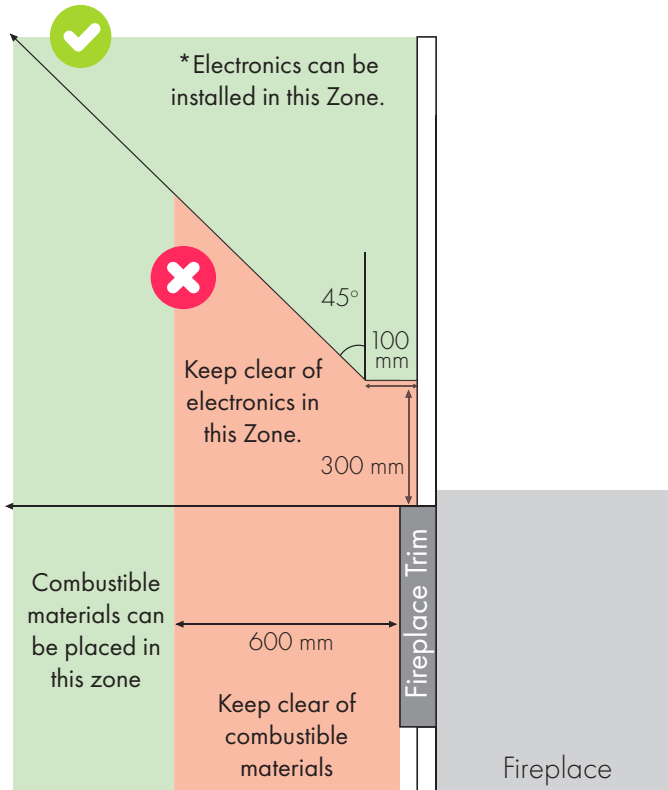 *Electronics can be
installed in this Zone.
45°
100
mm
Keep clear of
electronics in
this Zone.
300 mm
Combustible
materials can
be placed in
this zone
600 mm
Fireplace Trim
Keep clear of
combustible
materials
Fireplace